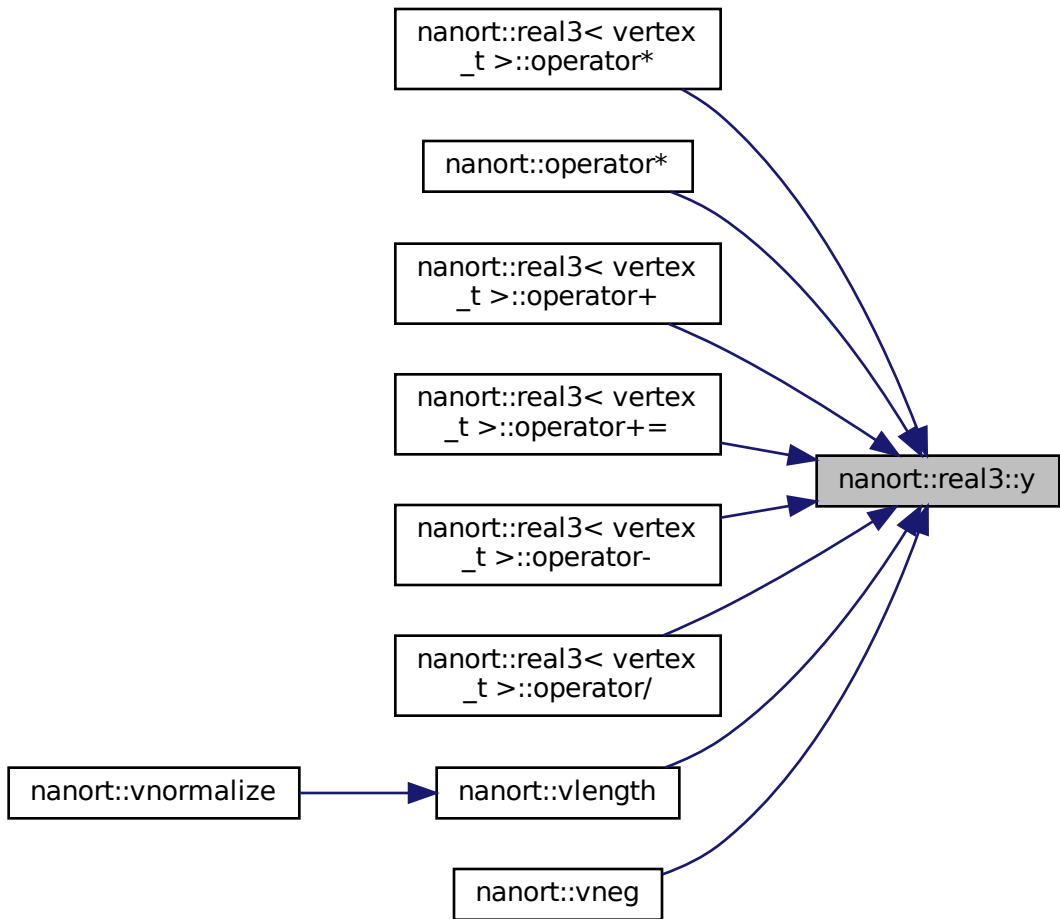 nanort::real3< vertex
_t >::operator*
nanort::operator*
nanort::real3< vertex
_t >::operator+
nanort::real3< vertex
_t >::operator+=
nanort::real3::y
nanort::real3< vertex
_t >::operator-
nanort::real3< vertex
_t >::operator/
nanort::vnormalize
nanort::vlength
nanort::vneg